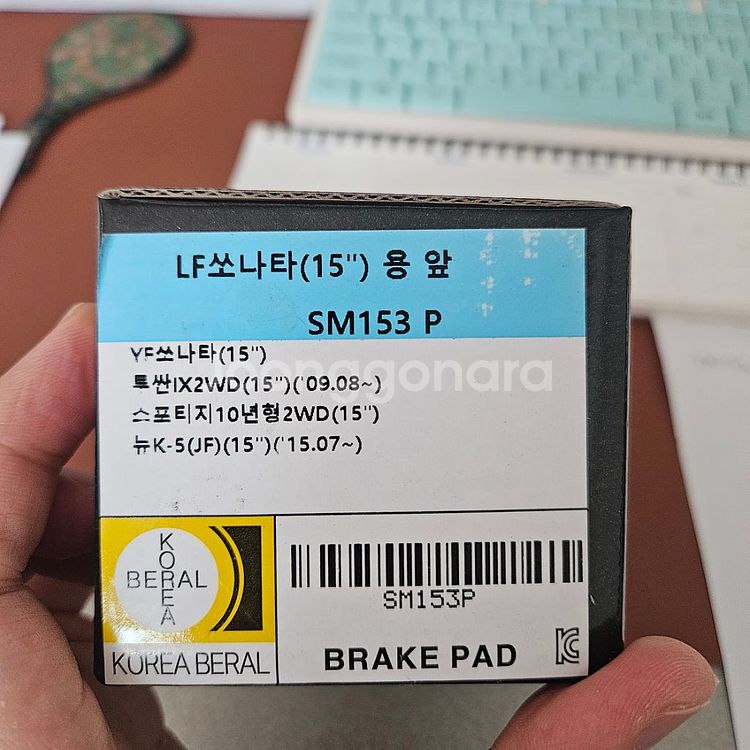 LF쏘나타(15") 용 앞
SM153 P
YF쏘나타(15")
투싼IX2WD(15")('09.08~)
스포티지10년형2WD(15")
뉴K-5(JF)(15")('15.07~)
joonggonara
KOREA
BERAL
KOREA BERAL
SM153P
BRAKE PAD